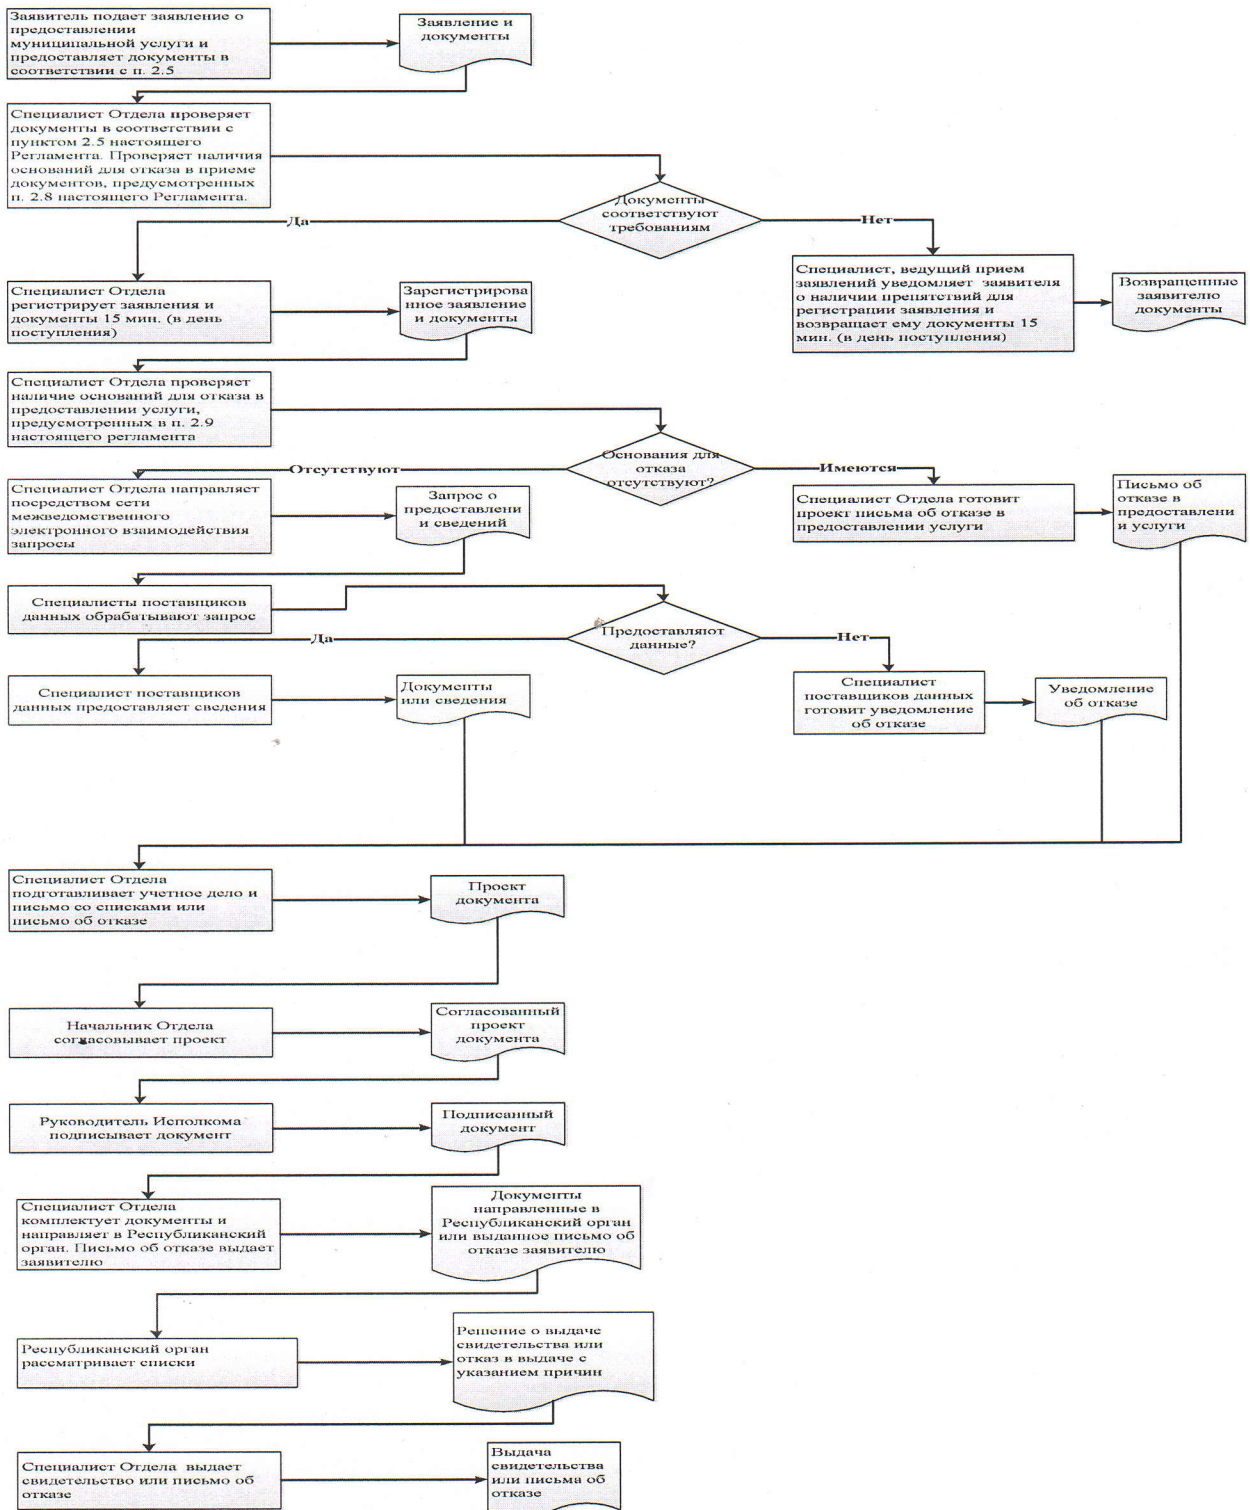 Заявитель подает заявление о
предоставлении
муниципальной услуги и
предоставляет документы в
соответствии с п. 2.5
Заявление и
документы
Специалист Отдела проверяет
документы в соответствии с
пунктом 2.5 настоящего
Регламента. Проверяет наличия
оснований для отказа в приеме
документов, предусмотренных
п. 2.8 настоящего Регламента.
Документы
соответствуют
требованиям
Да
Нет
Специалист Отдела
регистрирует заявления и
документы 15 мин. (в день
поступления)
Зарегистрирова
нное заявление
и документы
Специалист, ведущий прием
заявлений уведомляет заявителя
о наличии препятствий для
регистрации заявления и
возвращает ему документы 15
мин. (в день поступления)
Возвращенные
заявителю
документы
Специалист Отдела проверяет
наличие оснований для отказа в
предоставлении услуги,
предусмотренных в п. 2.9
настоящего регламента
Основания для
отказа
отсутствуют?
Отсутствуют
Имеются
Специалист Отдела направляет
посредством сети
межведомственного
электронного взаимодействия
запросы
Запрос о
предоставлени
и сведений
Специалист Отдела готовит
проект письма об отказе в
предоставлении услуги
Письмо об
отказе в
предоставлени
и услуги
Специалисты поставщиков
данных обрабатывают запрос
Предоставляют
данные?
Да
Нет
Специалист поставщиков
данных предоставляет сведения
Документы
или сведения
Специалист
поставщиков данных
готовит уведомление
об отказе
Уведомление
об отказе
Специалист Отдела
подготавливает учетное дело и
письмо со списками или
письмо об отказе
Проект
документа
Начальник Отдела
согласовывает проект
Согласованный
проект
документа
Руководитель Исполкома
подписывает документ
Подписанный
документ
Специалист Отдела
комплектует документы и
направляет в Республиканский
орган. Письмо об отказе выдает
заявителю
Документы
направленные в
Республиканский орган
или выданное письмо об
отказе заявителю
Республиканский орган
рассматривает списки
Решение о выдаче
свидетельства или
отказ в выдаче с
указанием причин
Специалист Отдела выдает
свидетельство или письмо об
отказе
Выдача
свидетельства
или письма об
отказе